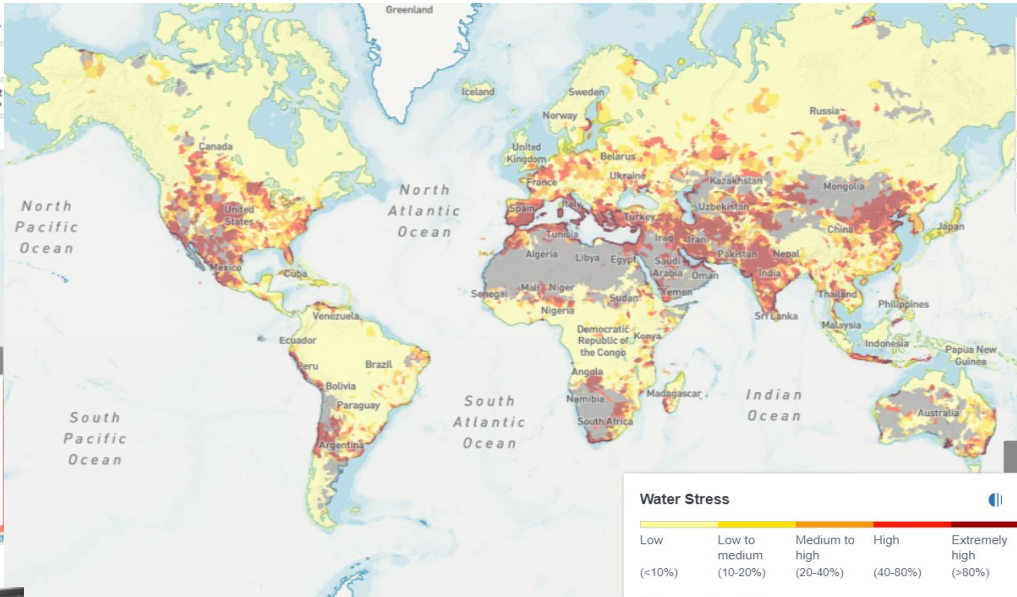 Greenland
Iceland
Sweden
Norway
Russia
Canada
United
Kingdom
Belarus
Ukraine
France
Kazakhstan
Mongolia
North
Pacific
Ocean
North
Atlantic
Ocean
United
States
Spain
Italy
Turkey
Uzbekistan
China
Japan
Tunisia
Algeria
Libya
Egypt
Iraq
Iran
Pakistan
Nepal
Saudi
Arabia
Oman
India
Mexico
Cuba
Senegal
Mali
Niger
Sudan
Yemen
Thailand
Philippines
Nigeria
Sri Lanka
Venezuela
Malaysia
Ecuador
Democratic
Republic of
the Congo
Kenya
Indonesia
Papua New
Guinea
Peru
Brazil
Bolivia
Angola
Paraguay
Namibia
Madagascar
South
Pacific
Ocean
South
Atlantic
Ocean
Indian
Ocean
Australia
South Africa
Argentina
Water Stress
Low
Low to
medium
Medium to
high
High
Extremely
high
(<10%)
(10-20%)
(20-40%)
(40-80%)
(>80%)